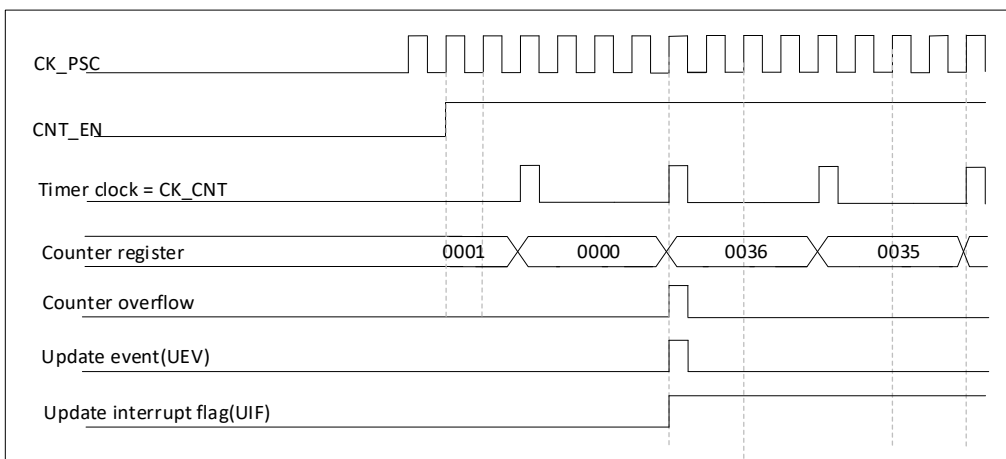 CK_PSC
CNT_EN
Timer clock = CK_CNT
Counter register 0001 0000 0036 0035
Counter overflow
Update event(UEV)
Update interrupt flag(UIF)